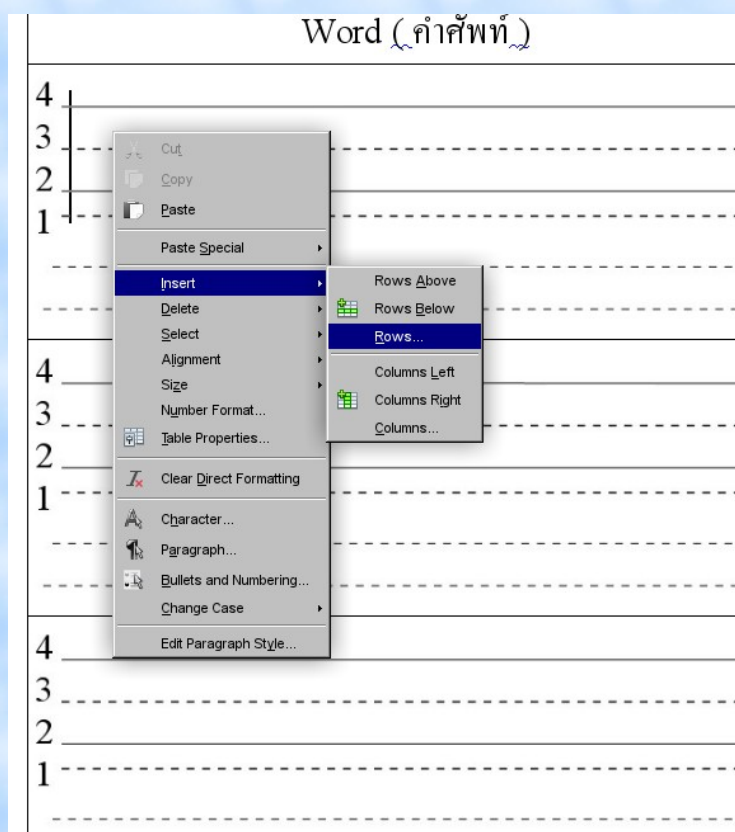 Word ( คำศัพท์ )
4
3
2
1
Cut
Copy
Paste
Paste Special
Insert
Delete
Select
Alignment
Size
Number Format...
Table Properties...
Clear Direct Formatting
Character...
Paragraph...
Bullets and Numbering...
Change Case
Edit Paragraph Style...
Rows Above
Rows Below
Rows...
Columns Left
Columns Right
Columns...
4
3
2
1
4
3
2
1